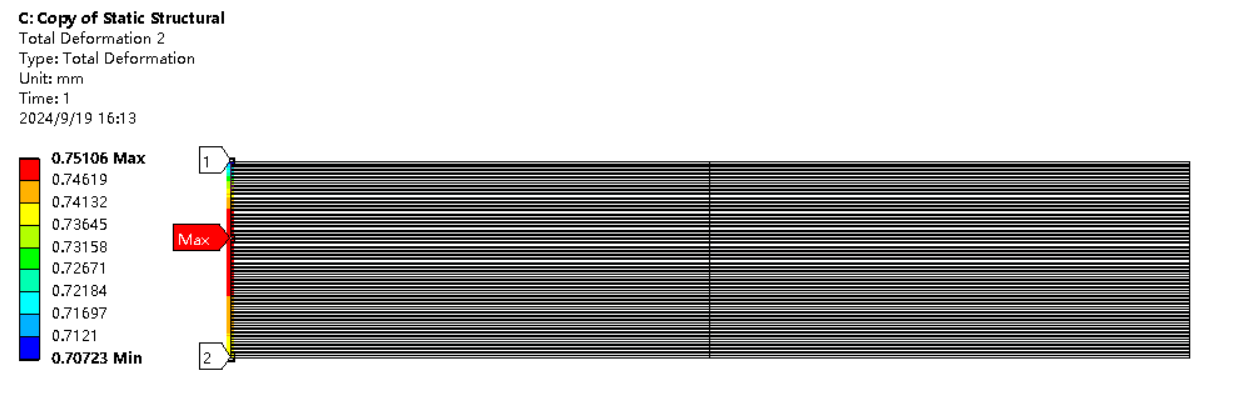 C: Copy of Static Structural
Total Deformation 2
Type: Total Deformation
Unit: mm
Time: 1
2024/9/19 16:13
0.75106 Max
0.74619
0.74132
0.73645
0.73158
0.72671
0.72184
0.71697
0.7121
0.70723 Min
1
Max
2